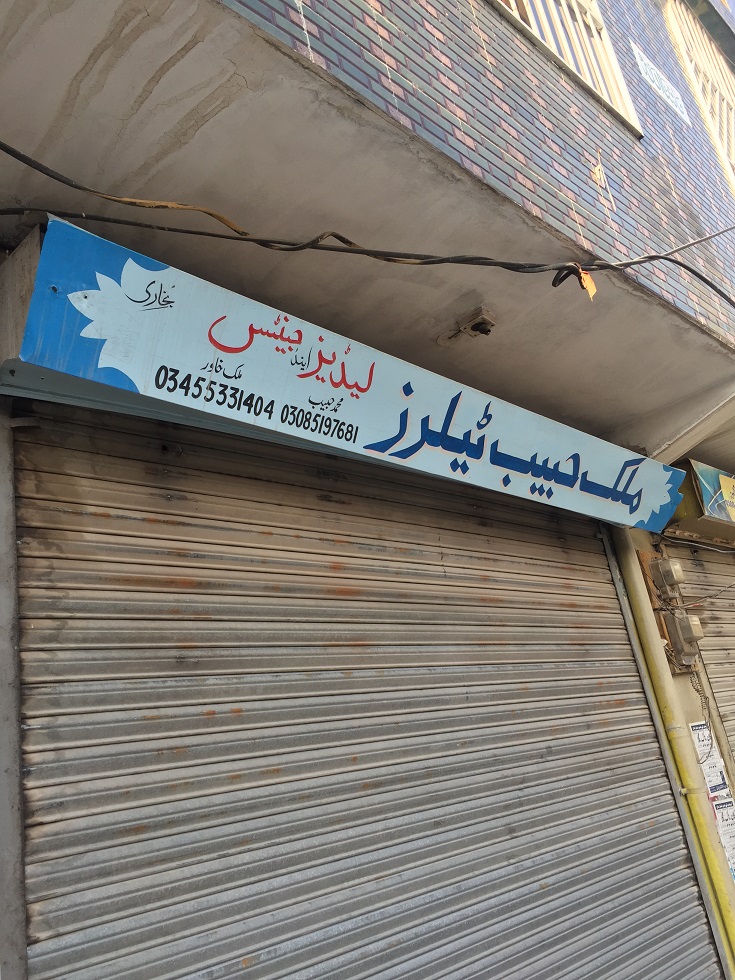 ملک حبیب ٹیلرز
لیڈیز اینڈ جینٹس
محمد حبیب
03085197681
ملک خاور
03455331404
بخاری